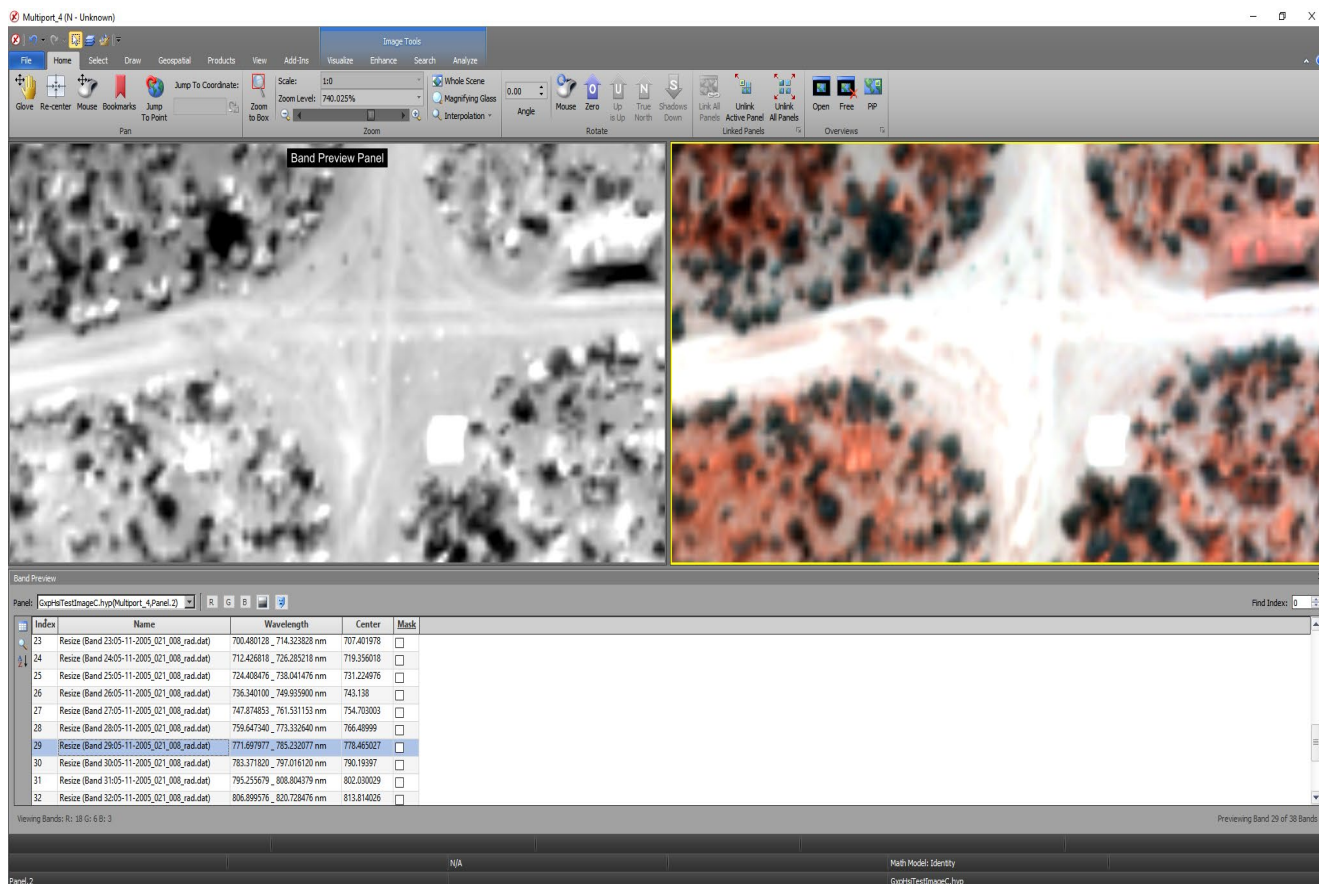 Multiport_4 (N - Unknown)
Image Tools
File Home Select Draw Geospatial Products View Add-Ins Visualize Enhance Search Analyze
Jump To Coordinate:
Glove Re-center Mouse Bookmarks Jump To Point
Pan
Zoom to Box
Scale: 1:0
Zoom Level: 740.025%
Whole Scene
Magnifying Glass
Interpolation
Zoom
0.00
Angle
Mouse Zero Up is Up True North Shadows Down
Rotate
Link All Panels Unlink Active Panel Unlink All Panels
Linked Panels
Open Free PiP
Overviews
Band Preview Panel
Band Preview
Panel: GxpHsiTestImageC.hyp(Multiport_4,Panel.2) R G B
Find Index: 0
Index Name Wavelength Center Mask
23 Resize (Band 23:05-11-2005_021_008_rad.dat) 700.480128 _ 714.323828 nm 707.401978
24 Resize (Band 24:05-11-2005_021_008_rad.dat) 712.426818 _ 726.285218 nm 719.356018
25 Resize (Band 25:05-11-2005_021_008_rad.dat) 724.408476 _ 738.041476 nm 731.224976
26 Resize (Band 26:05-11-2005_021_008_rad.dat) 736.340100 _ 749.935900 nm 743.138
27 Resize (Band 27:05-11-2005_021_008_rad.dat) 747.874853 _ 761.531153 nm 754.703003
28 Resize (Band 28:05-11-2005_021_008_rad.dat) 759.647340 _ 773.332640 nm 766.48999
29 Resize (Band 29:05-11-2005_021_008_rad.dat) 771.697977 _ 785.232077 nm 778.465027
30 Resize (Band 30:05-11-2005_021_008_rad.dat) 783.371820 _ 797.016120 nm 790.19397
31 Resize (Band 31:05-11-2005_021_008_rad.dat) 795.255679 _ 808.804379 nm 802.030029
32 Resize (Band 32:05-11-2005_021_008_rad.dat) 806.899576 _ 820.728476 nm 813.814026
Viewing Bands: R: 18 G: 6 B: 3
Previewing Band 29 of 38 Bands
N/A
Math Model: Identity
Panel.2
GxpHsiTestImageC.hyp